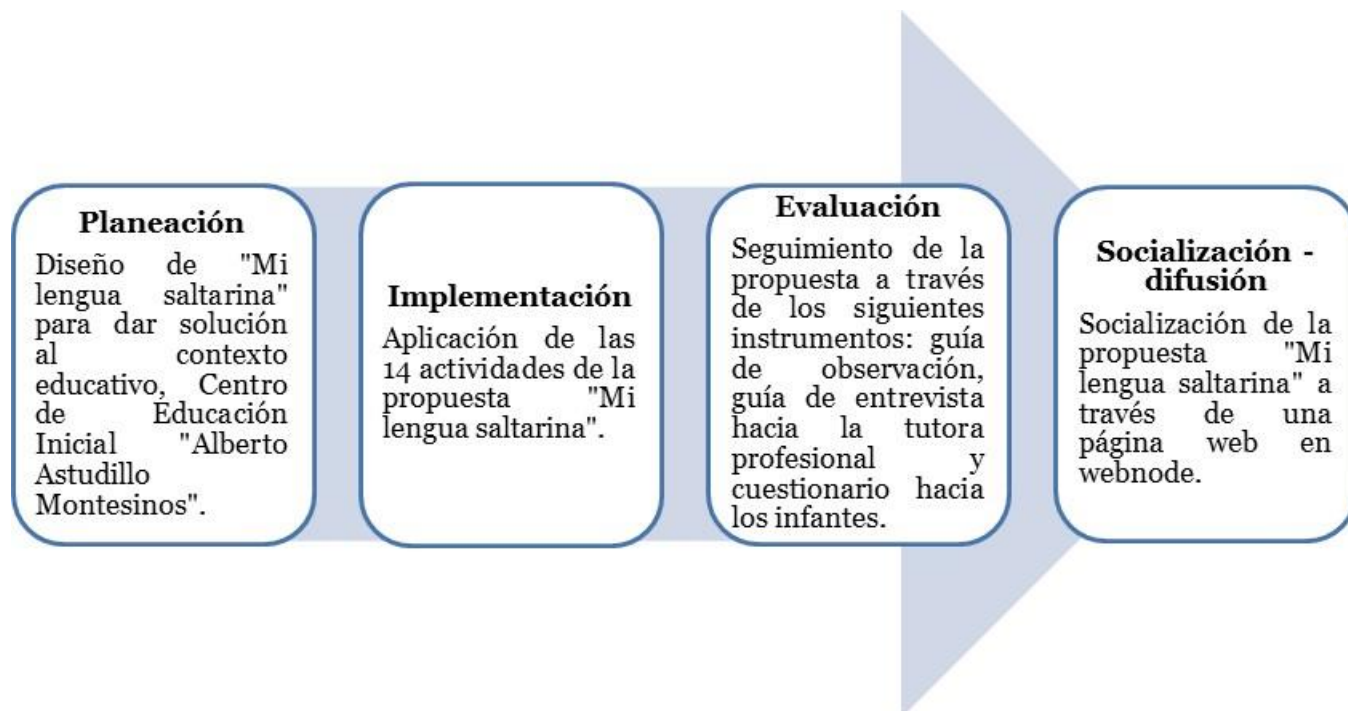 Planeación
Diseño de "Mi
lengua saltarina"
para dar solución
al contexto
educativo, Centro
de Educación
Inicial "Alberto
Astudillo
Montesinos".
Implementación
Aplicación de las
14 actividades de la
propuesta "Mi
lengua saltarina".
Evaluación
Seguimiento de la
propuesta a través
de los siguientes
instrumentos: guía
de observación,
guía de entrevista
hacia la tutora
profesional y
cuestionario hacia
los infantes.
Socialización -
difusión
Socialización de la
propuesta "Mi
lengua saltarina" a
través de una
página web en
webnode.